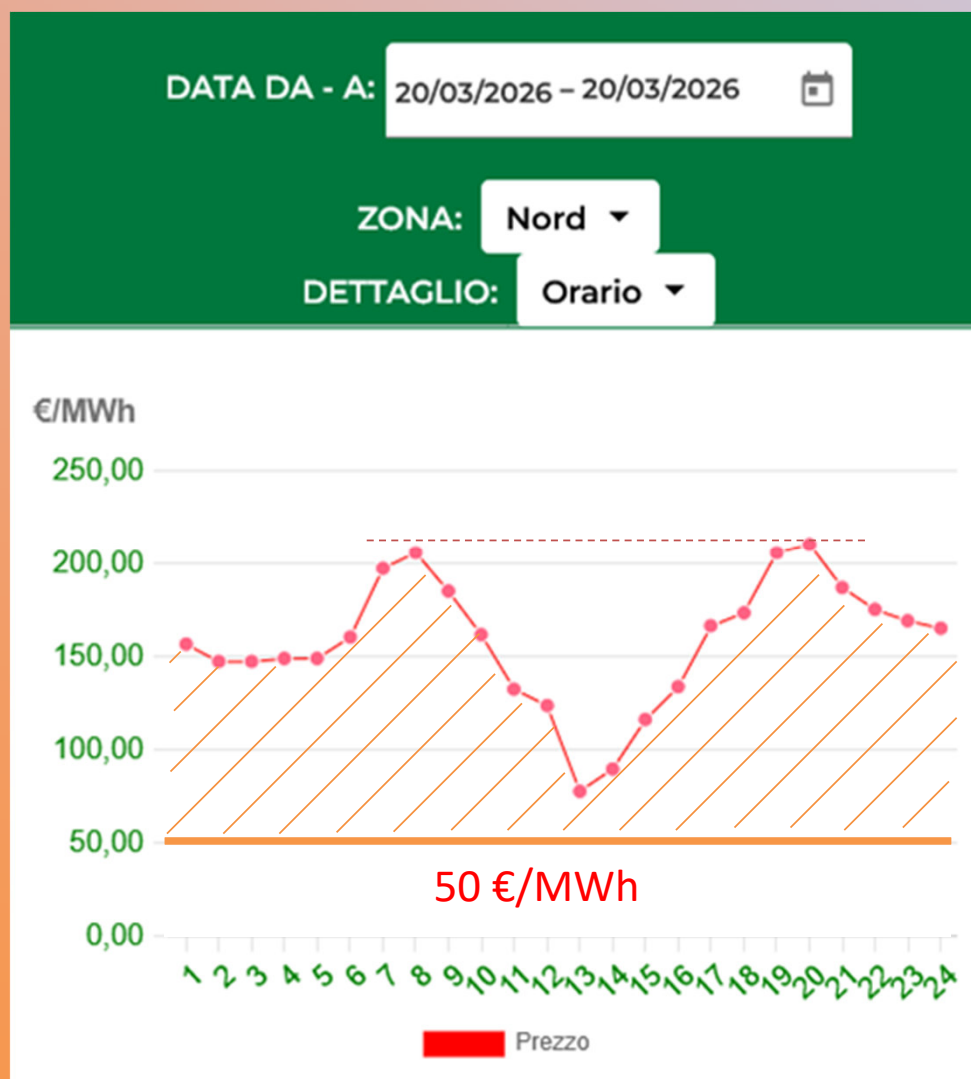 DATA DA - A: 20/03/2026 – 20/03/2026
ZONA: Nord
DETTAGLIO: Orario
€/MWh
250,00
200,00
150,00
100,00
50,00
50 €/MWh
0,00
1 2 3 4 5 6 7 8 9 10 11 12 13 14 15 16 17 18 19 20 21 22 23 24
Prezzo